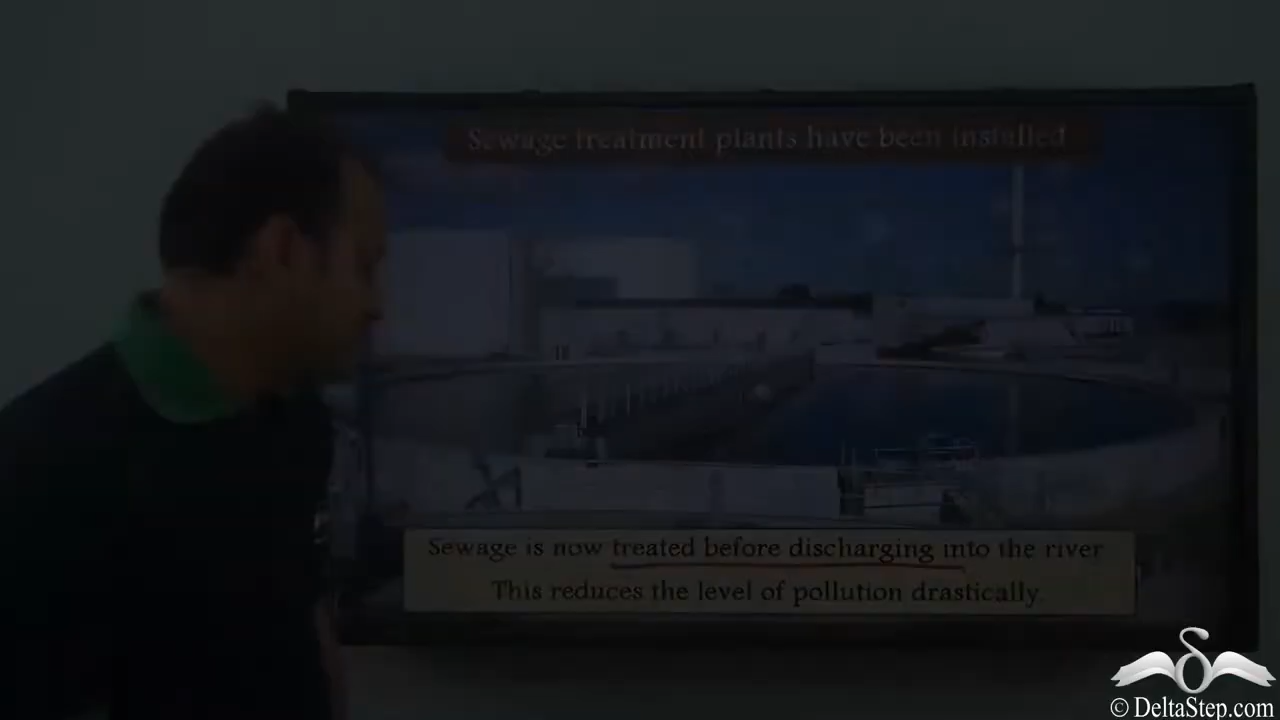 Sewage treatment plants have been installed
Sewage is now treated before discharging into the river
This reduces the level of pollution drastically.
© DeltaStep.com